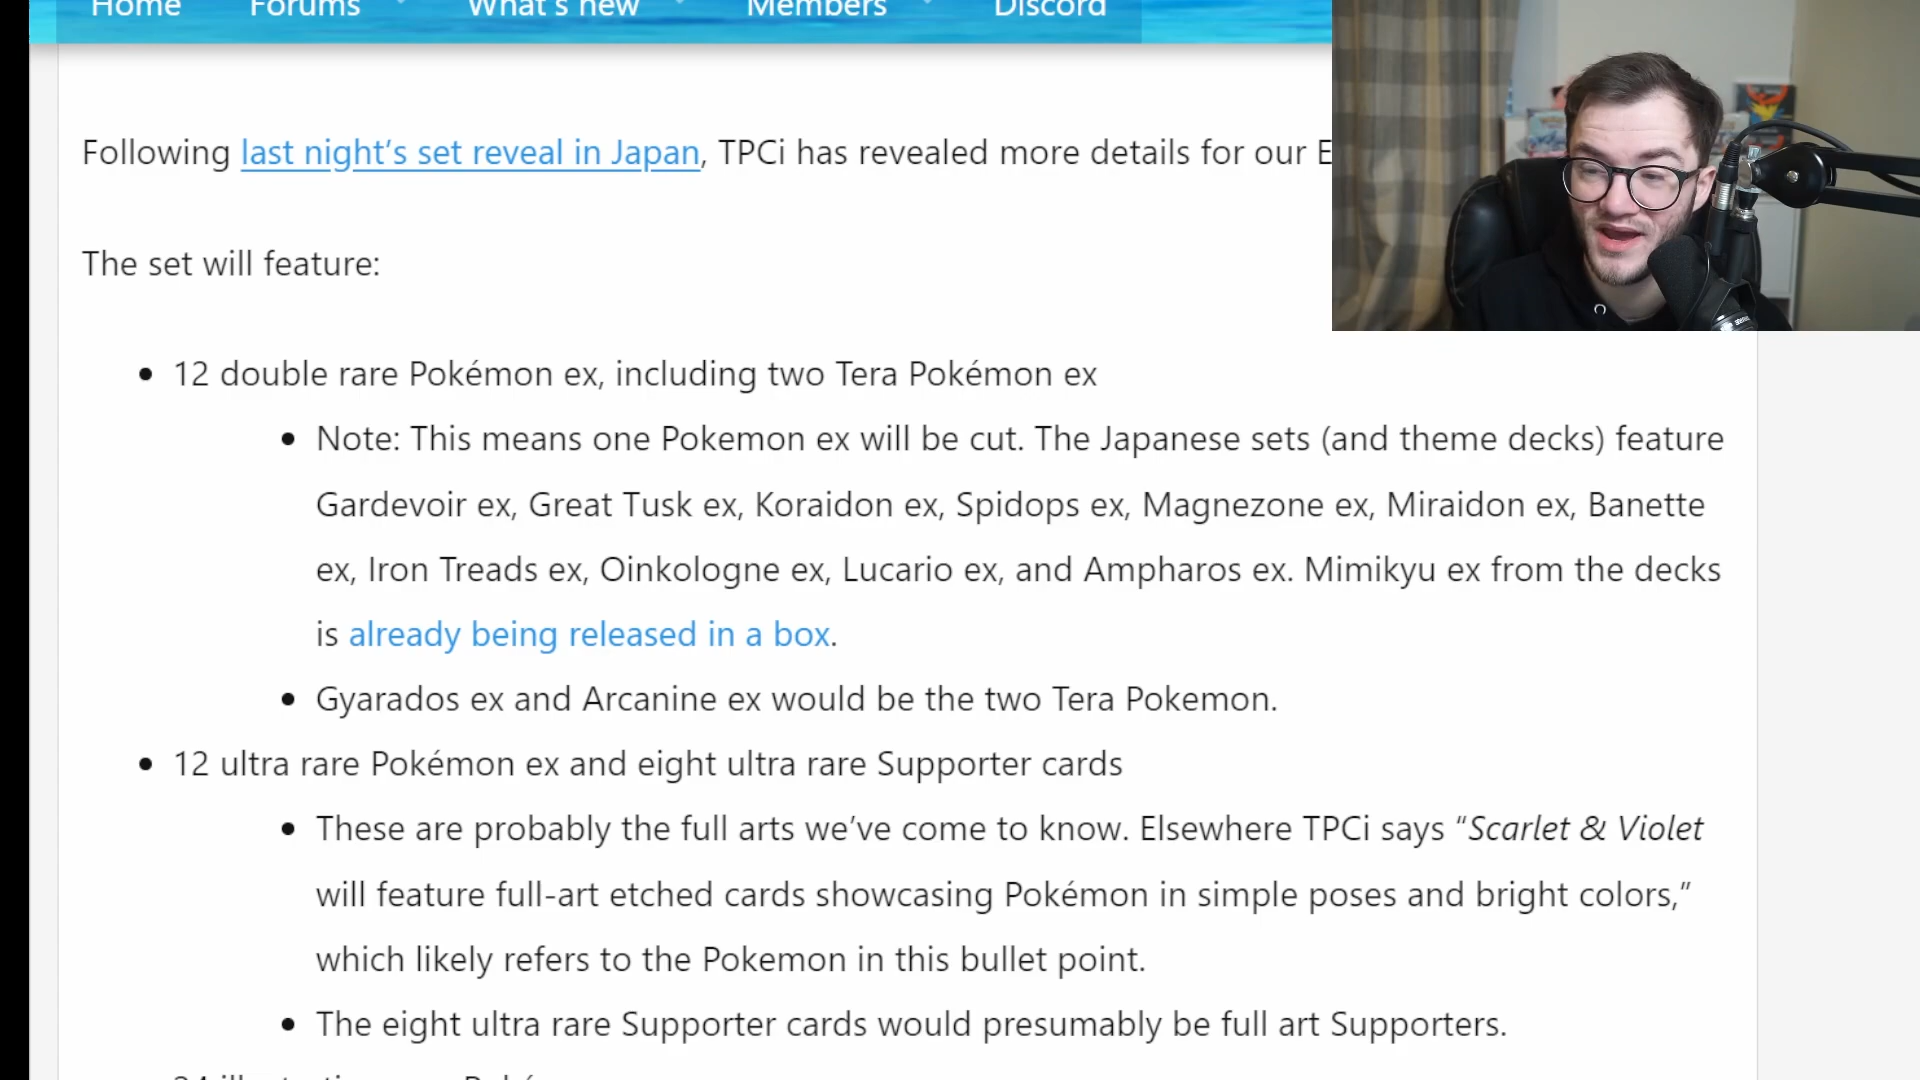 Home Forums What's new Members Discord
Following last night's set reveal in Japan, TPCi has revealed more details for our E
The set will feature:
• 12 double rare Pokémon ex, including two Tera Pokémon ex
• Note: This means one Pokemon ex will be cut. The Japanese sets (and theme decks) feature
Gardevoir ex, Great Tusk ex, Koraidon ex, Spidops ex, Magnezone ex, Miraidon ex, Banette
ex, Iron Treads ex, Oinkologne ex, Lucario ex, and Ampharos ex. Mimikyu ex from the decks
is already being released in a box.
• Gyarados ex and Arcanine ex would be the two Tera Pokemon.
• 12 ultra rare Pokémon ex and eight ultra rare Supporter cards
• These are probably the full arts we've come to know. Elsewhere TPCi says “Scarlet & Violet
will feature full-art etched cards showcasing Pokémon in simple poses and bright colors,”
which likely refers to the Pokemon in this bullet point.
• The eight ultra rare Supporter cards would presumably be full art Supporters.